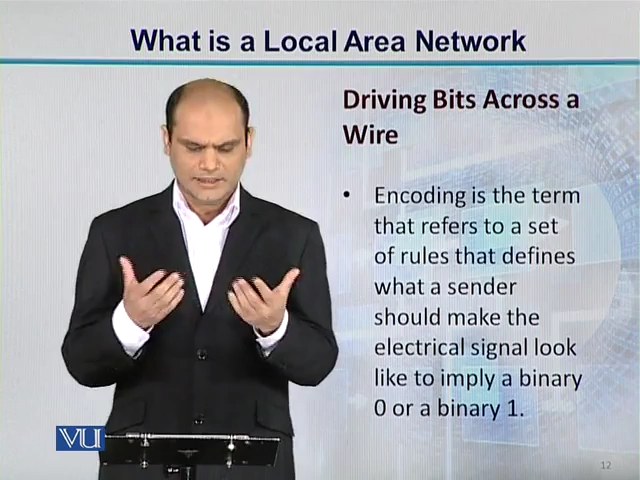 What is a Local Area Network
Driving Bits Across a
Wire
• Encoding is the term
that refers to a set
of rules that defines
what a sender
should make the
electrical signal look
like to imply a binary
0 or a binary 1.
VU
12